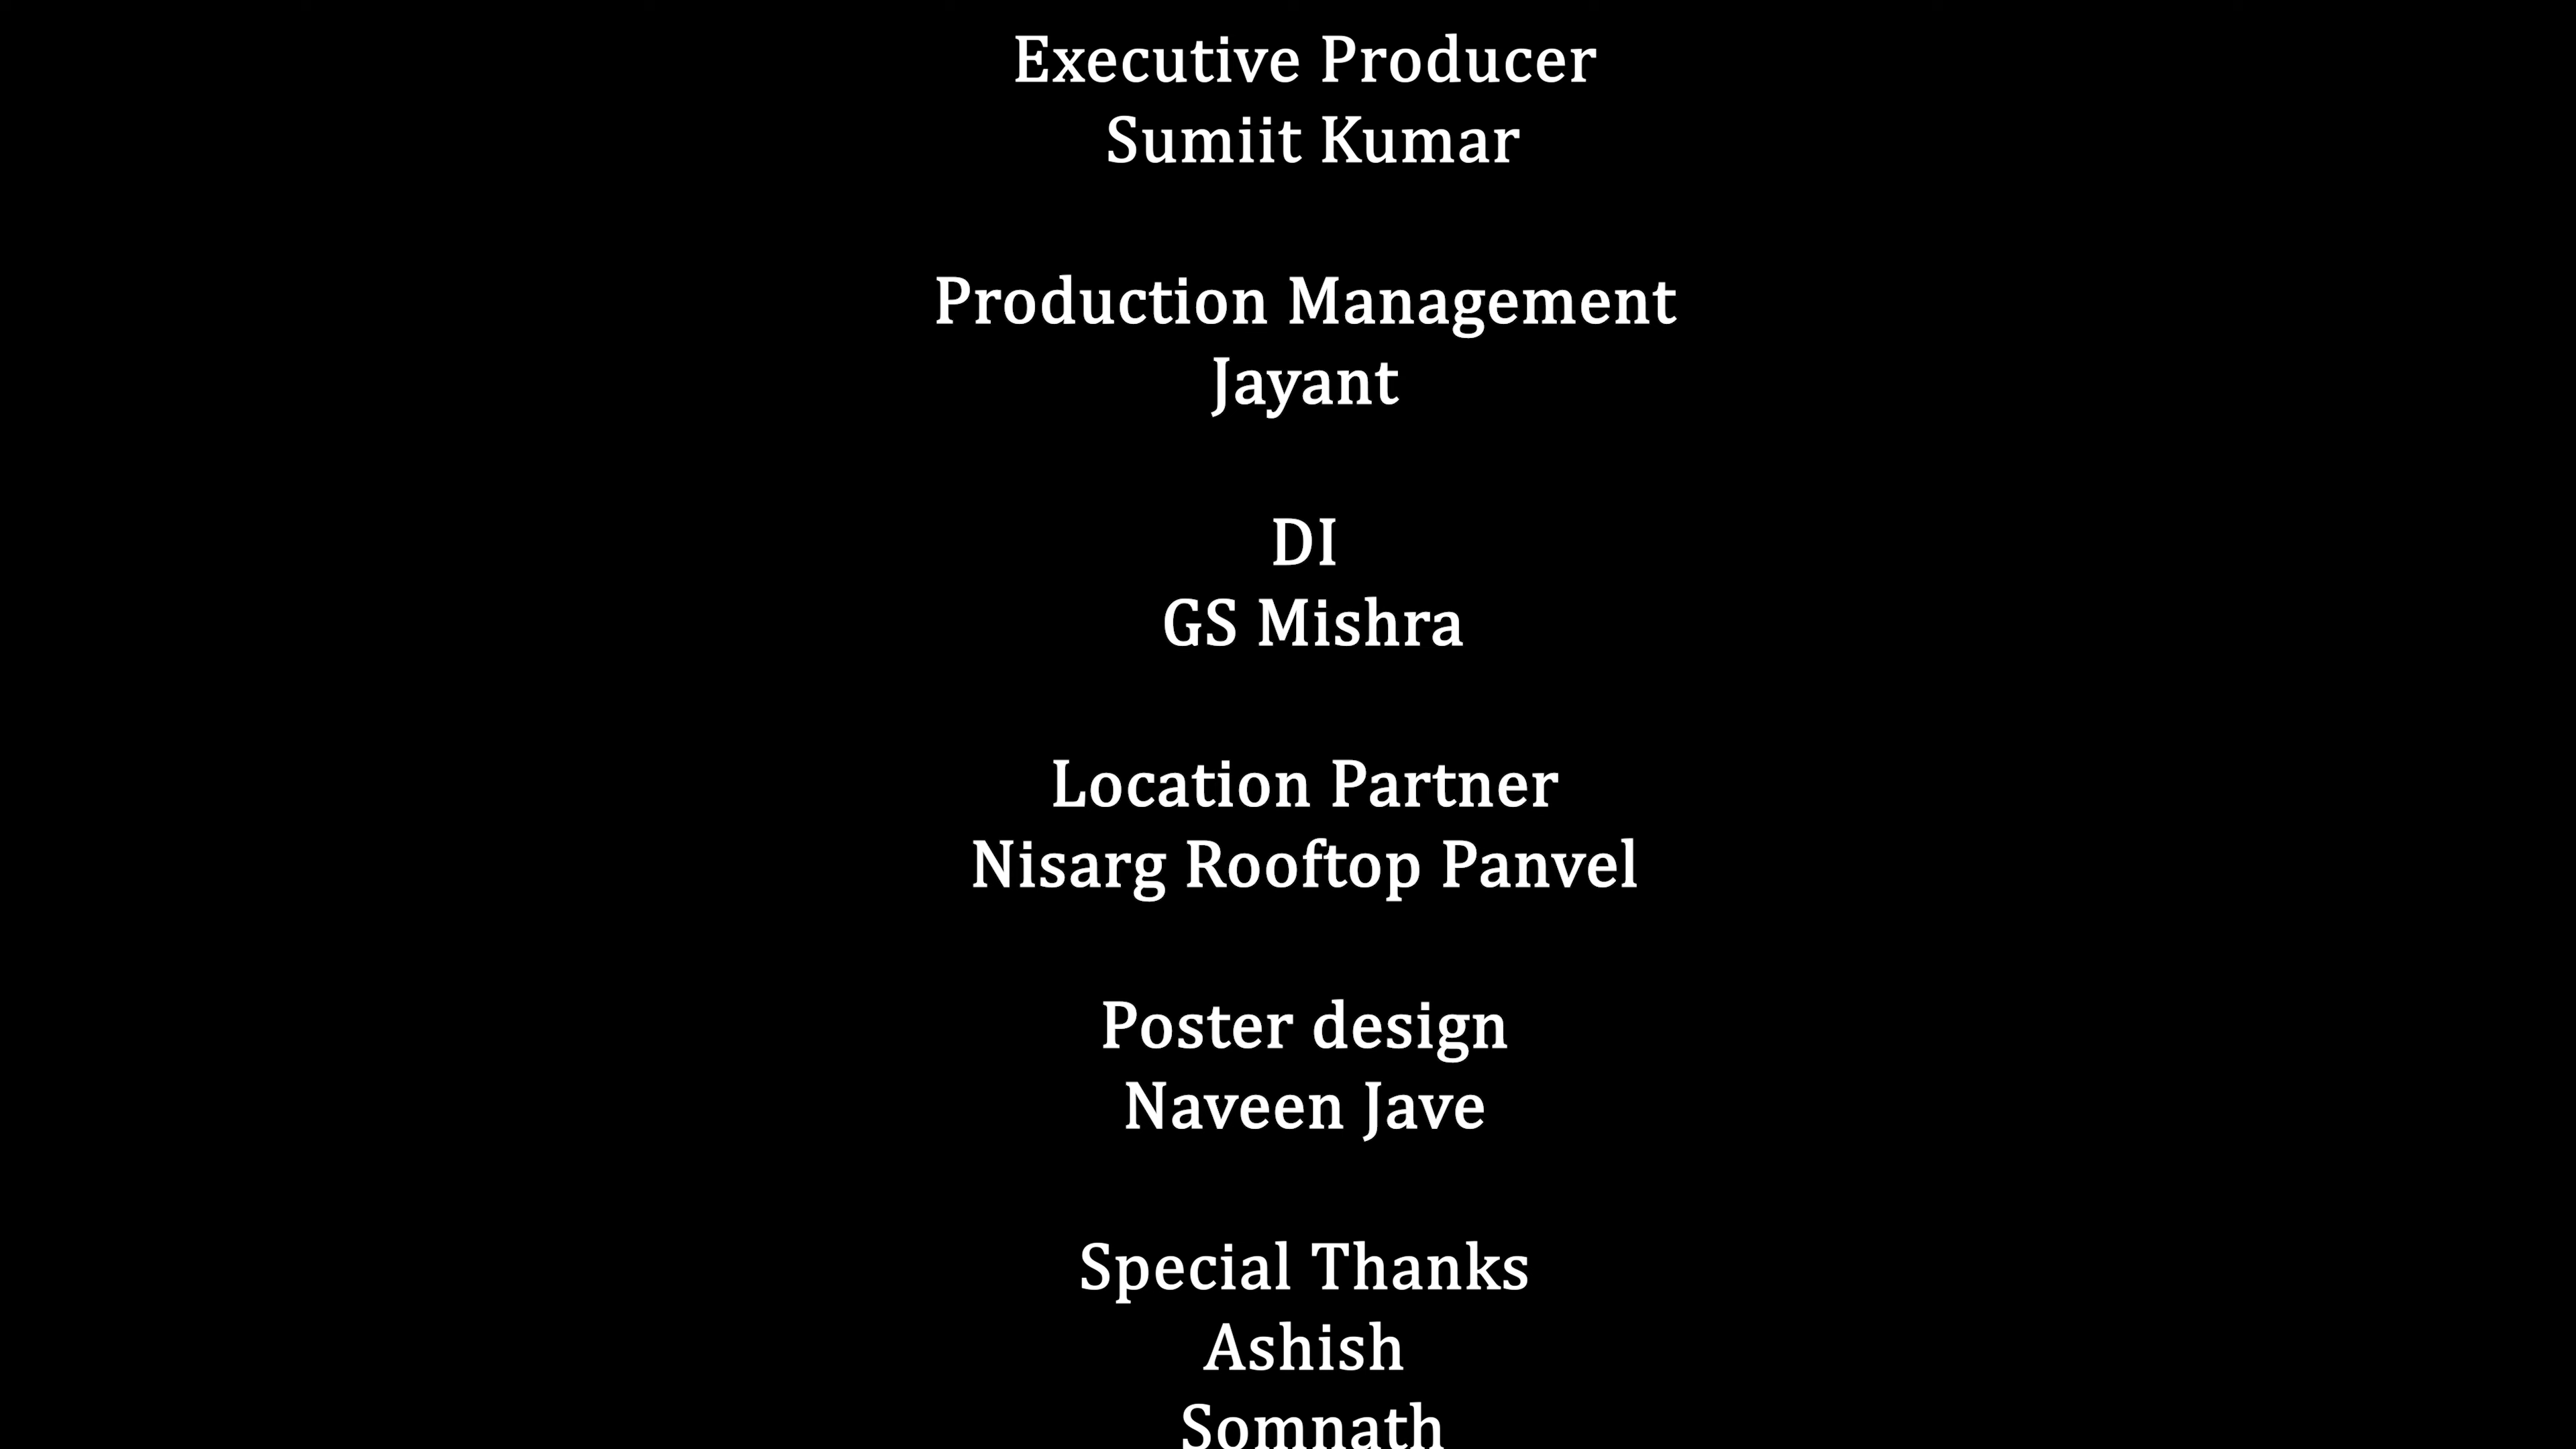 Executive Producer
Sumiit Kumar
Production Management
Jayant
DI
GS Mishra
Location Partner
Nisarg Rooftop Panvel
Poster design
Naveen Jave
Special Thanks
Ashish
Somnath